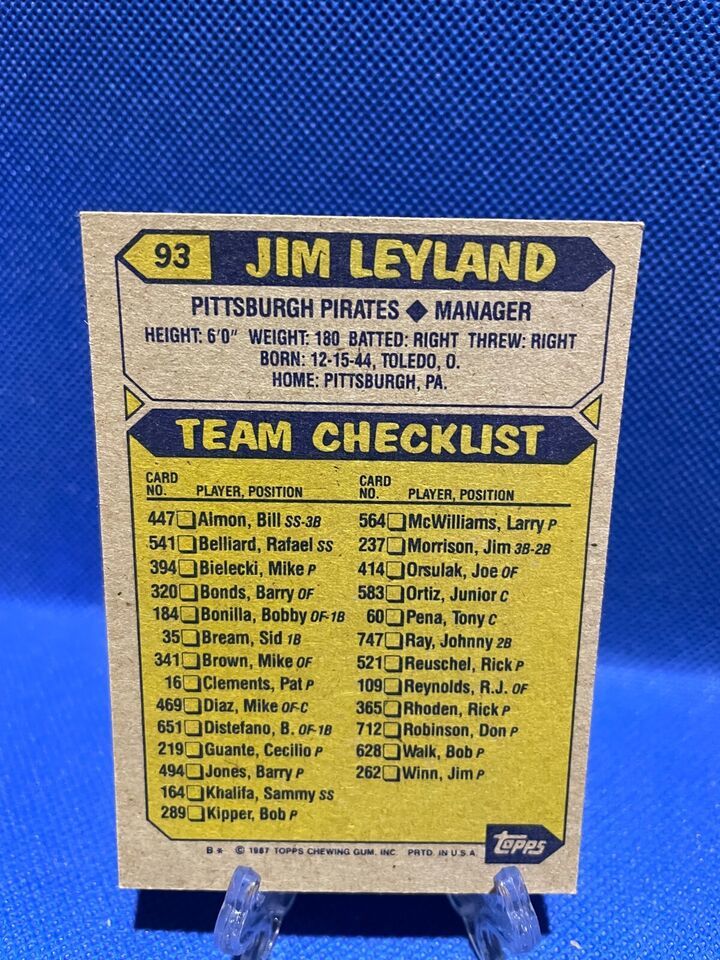 93 JIM LEYLAND
PITTSBURGH PIRATES ◆ MANAGER
HEIGHT: 6'0" WEIGHT: 180 BATTED: RIGHT THREW: RIGHT
BORN: 12-15-44, TOLEDO, O.
HOME: PITTSBURGH, PA.
TEAM CHECKLIST
CARD
NO. PLAYER, POSITION
447 Almon, Bill SS-3B
541 Belliard, Rafael SS
394 Bielecki, Mike P
320 Bonds, Barry OF
184 Bonilla, Bobby OF-1B
35 Bream, Sid 1B
341 Brown, Mike OF
16 Clements, Pat P
469 Diaz, Mike OF-C
651 Distefano, B. OF-1B
219 Guante, Cecilio P
494 Jones, Barry P
164 Khalifa, Sammy SS
289 Kipper, Bob P
CARD
NO. PLAYER, POSITION
564 McWilliams, Larry P
237 Morrison, Jim 3B-2B
414 Orsulak, Joe OF
583 Ortiz, Junior C
60 Pena, Tony C
747 Ray, Johnny 2B
521 Reuschel, Rick P
109 Reynolds, R.J. OF
365 Rhoden, Rick P
712 Robinson, Don P
628 Walk, Bob P
262 Winn, Jim P
B* © 1987 TOPPS CHEWING GUM, INC. PRTD. IN U.S.A.
topps